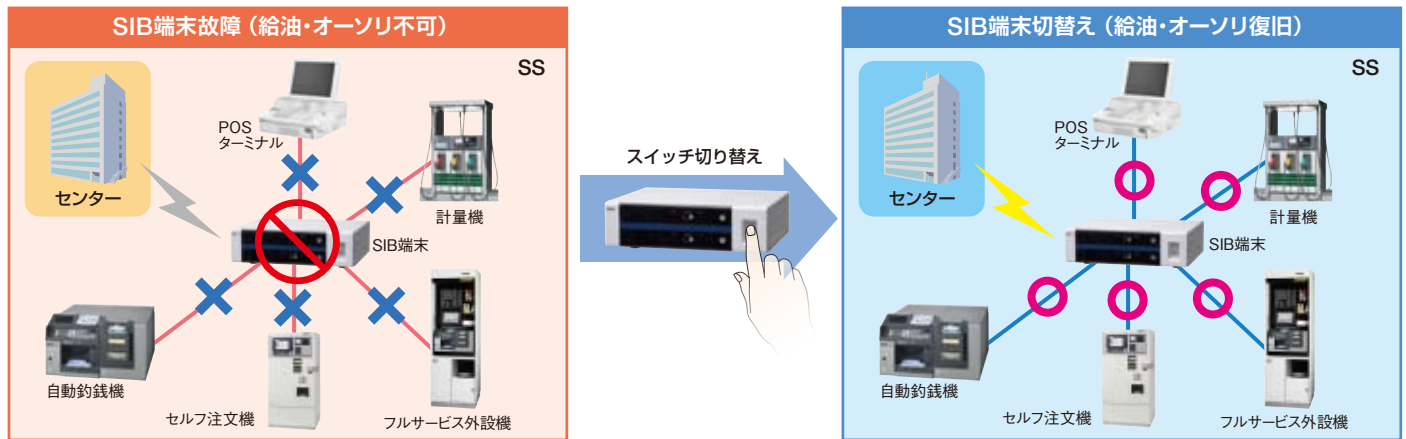 SIB端末故障（給油・オーソリ不可）
SS
センター
POS
ターミナル
計量機
SIB端末
自動釣銭機
セルフ注文機
フルサービス外設機
スイッチ切り替え
SIB端末切替え（給油・オーソリ復旧）
SS
センター
POS
ターミナル
計量機
SIB端末
自動釣銭機
セルフ注文機
フルサービス外設機